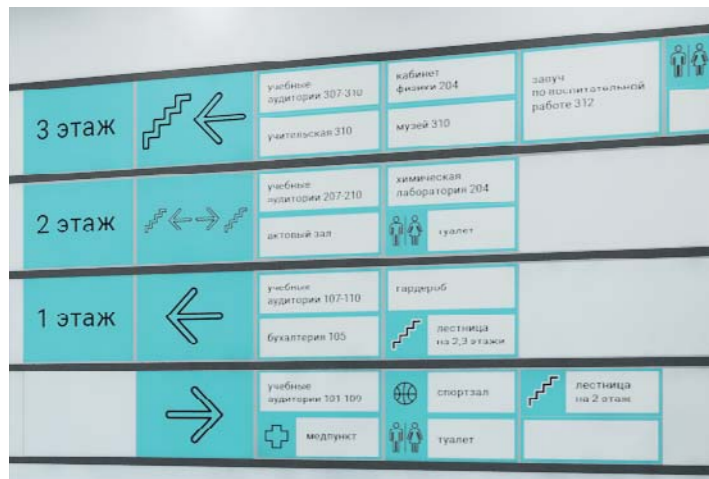 3 этаж
учебные
аудитории 307-310
учительская 310
кабинет
физики 204
музей 310
завуч
по воспитательной
работе 312
2 этаж
учебные
аудитории 207-210
актовый зал
химическая
лаборатория 204
туалет
1 этаж
учебные
аудитории 107-110
бухгалтерия 105
гардероб
лестница
на 2,3 этажи
учебные
аудитории 101-109
медпункт
спортзал
туалет
лестница
на 2 этаж